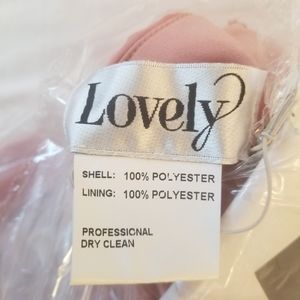 Lovely
SHELL: 100% POLYESTER
LINING: 100% POLYESTER
PROFESSIONAL
DRY CLEAN